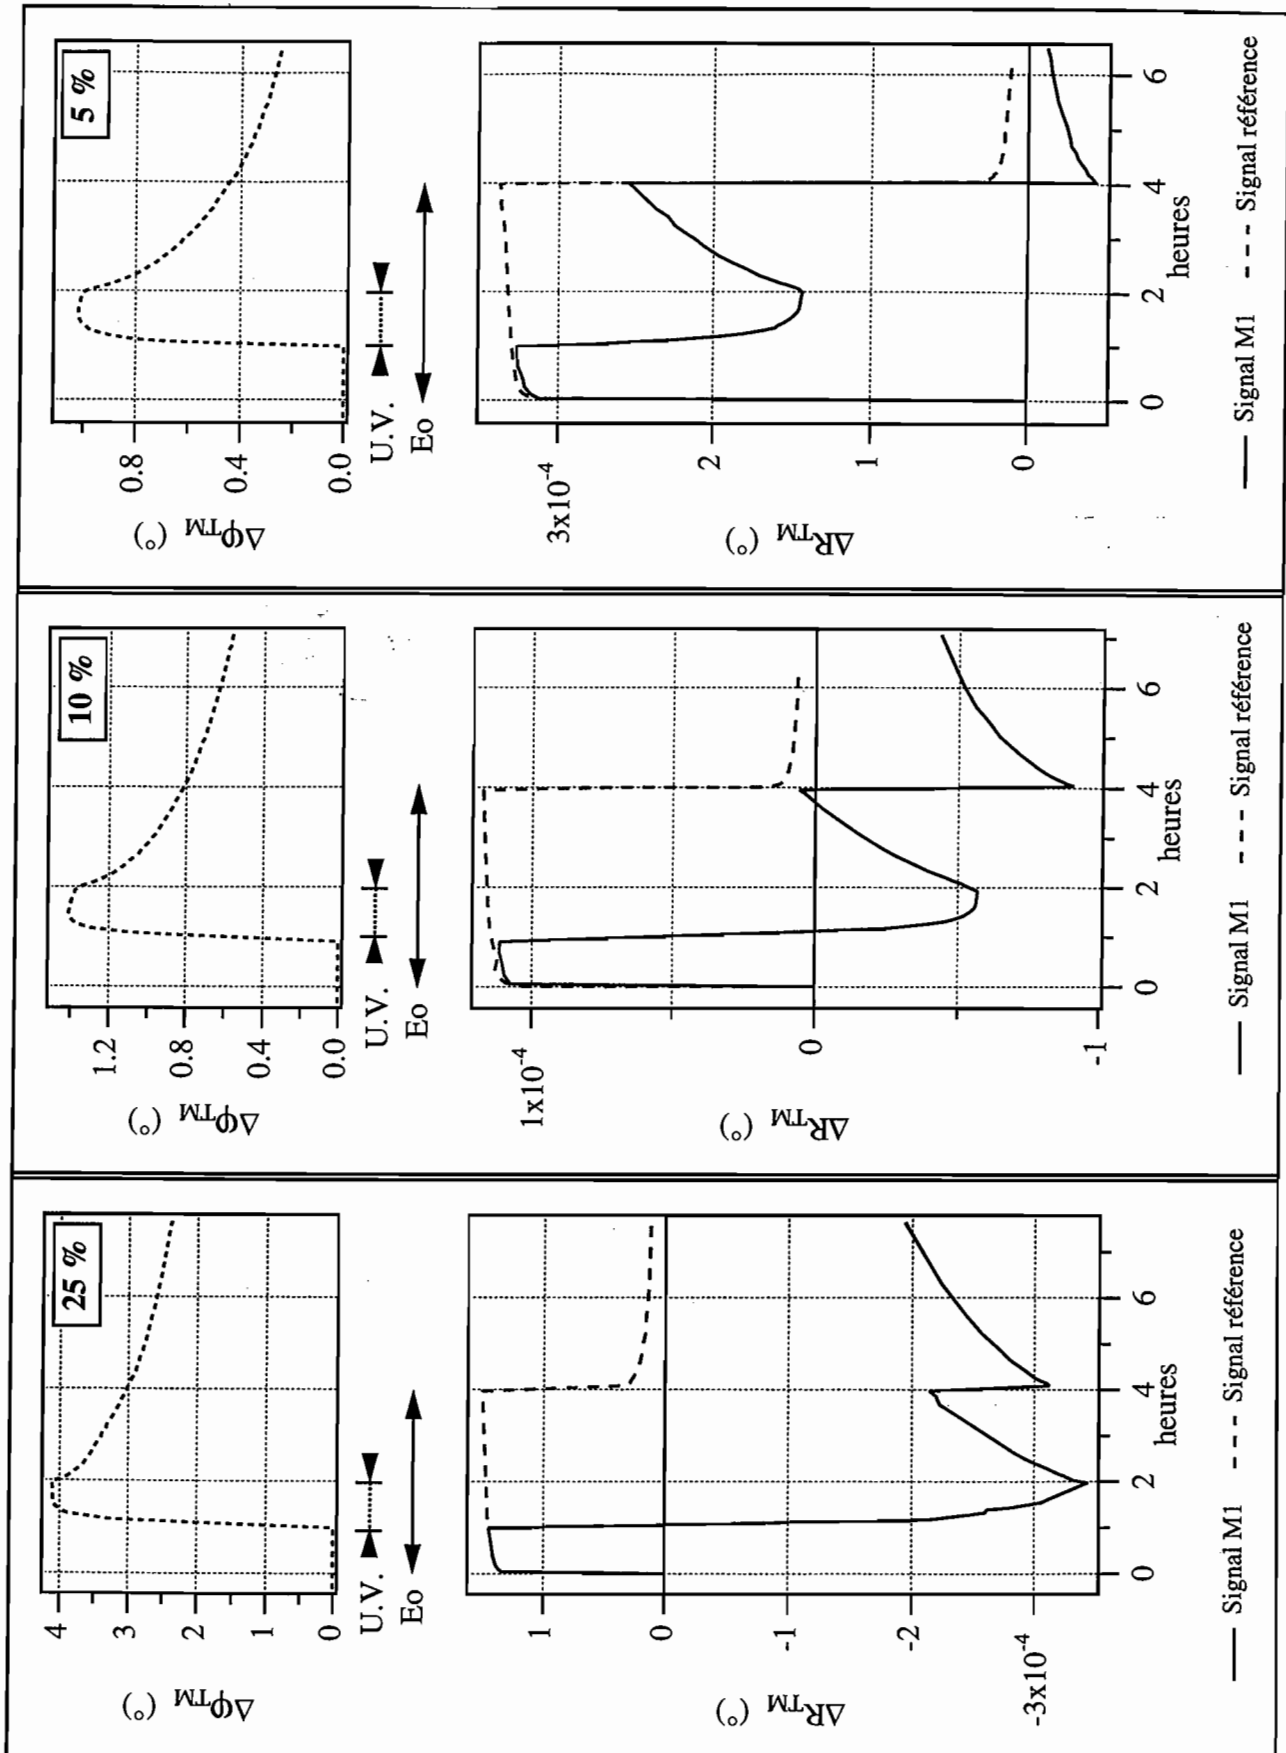 25 %
4
3
2
1
0
ΔφTM (°)
U.V.
Eo
1
0
-1
-2
-3x10-4
ΔRTM (°)
0
2
4
6
heures
Signal M1
Signal référence
10 %
1.2
0.8
0.4
0.0
ΔφTM (°)
U.V.
Eo
1x10-4
0
-1
ΔRTM (°)
0
2
4
6
heures
Signal M1
Signal référence
5 %
0.8
0.4
0.0
ΔφTM (°)
U.V.
Eo
3x10-4
2
1
0
ΔRTM (°)
0
2
4
6
heures
Signal M1
Signal référence